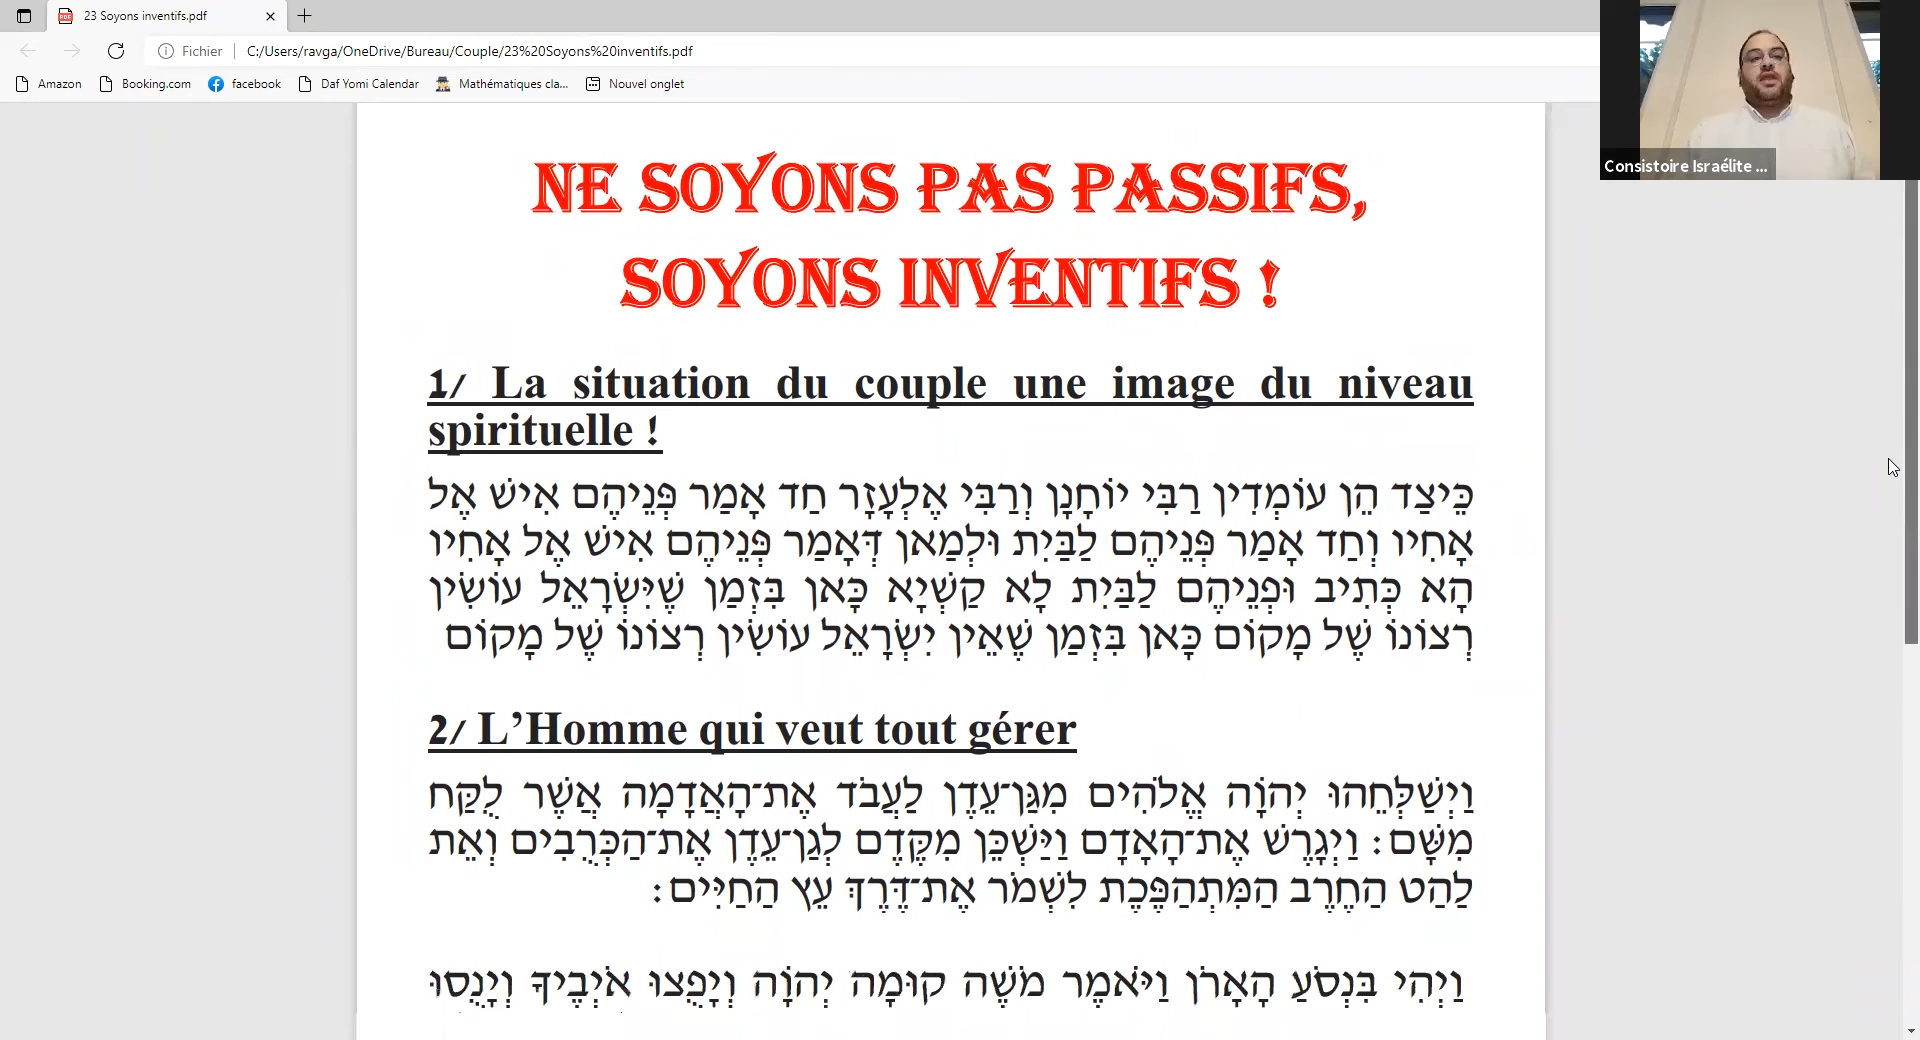 23 Soyons inventifs.pdf
Fichier
C:/Users/ravga/OneDrive/Bureau/Couple/23%20Soyons%20inventifs.pdf
Amazon
Booking.com
facebook
Daf Yomi Calendar
Mathématiques cla...
Nouvel onglet
Consistoire Israélite ...
NE SOYONS PAS PASSIFS,
SOYONS INVENTIFS !
1/ La situation du couple une image du niveau
spirituelle !
כֵּיצַד הֵן עוֹמְדִין רַבִּי יוֹחָנָן וְרַבִּי אֶלְעָזָר חַד אָמַר פְּנֵיהֶם אִישׁ אֶל
אָחִיו וְחַד אָמַר פְּנֵיהֶם לַבַּיִת וּלְמַאן דְּאָמַר פְּנֵיהֶם אִישׁ אֶל אָחִיו
הָא כְּתִיב וּפְנֵיהֶם לַבַּיִת לָא קַשְׁיָא כָּאן בִּזְמַן שֶׁיִּשְׂרָאֵל עוֹשִׂין
רְצוֹנוֹ שֶׁל מָקוֹם כָּאן בִּזְמַן שֶׁאֵין יִשְׂרָאֵל עוֹשִׂין רְצוֹנוֹ שֶׁל מָקוֹם
2/ L’Homme qui veut tout gérer
וַיְשַׁלְּחֵהוּ יְהוָֹה אֱלֹהִים מִגַּן־עֵדֶן לַעֲבֹד אֶת־הָאֲדָמָה אֲשֶׁר לֻקַּח
מִשָּׁם: וַיְגָרֶשׁ אֶת־הָאָדָם וַיַּשְׁכֵּן מִקֶּדֶם לְגַן־עֵדֶן אֶת־הַכְּרֻבִים וְאֵת
לַהַט הַחֶרֶב הַמִּתְהַפֶּכֶת לִשְׁמֹר אֶת־דֶּרֶךְ עֵץ הַחַיִּים:
וַיְהִי בִּנְסֹעַ הָאָרֹן וַיֹּאמֶר מֹשֶׁה קוּמָה יְהוָֹה וְיָפֻצוּ אֹיְבֶיךָ וְיָנֻסוּ